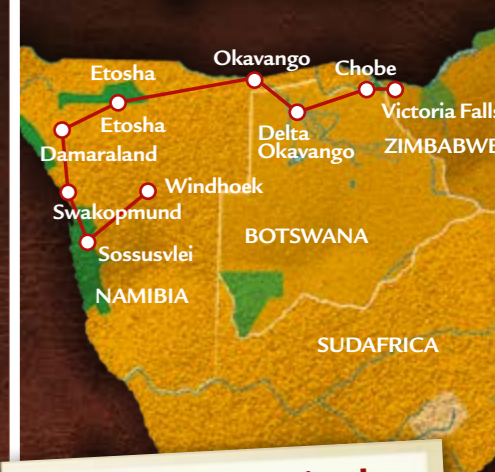 Okavango
Etosha
Chobe
Etosha
Victoria Falls
Delta
Okavango
ZIMBABWE
Damaraland
Windhoek
Swakopmund
Sossusvlei
BOTSWANA
NAMIBIA
SUDAFRICA